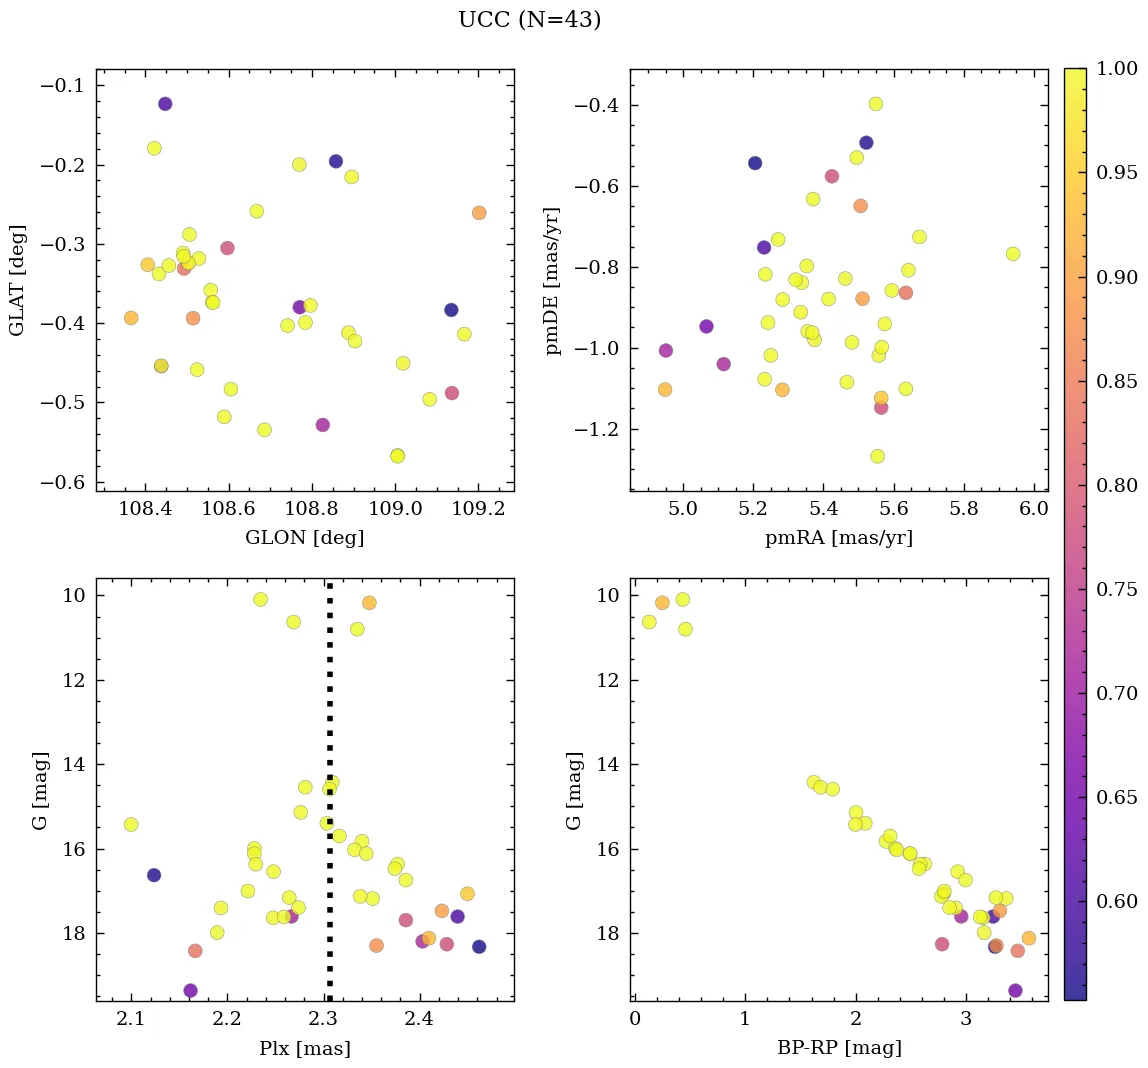 UCC (N=43)
−0.1
−0.2
−0.3
−0.4
−0.5
−0.6
GLAT [deg]
108.4 108.6 108.8 109.0 109.2
GLON [deg]
−0.4
−0.6
−0.8
−1.0
−1.2
pmDE [mas/yr]
5.0 5.2 5.4 5.6 5.8 6.0
pmRA [mas/yr]
10
12
14
16
18
G [mag]
2.1 2.2 2.3 2.4
Plx [mas]
10
12
14
16
18
G [mag]
0 1 2 3
BP-RP [mag]
1.00
0.95
0.90
0.85
0.80
0.75
0.70
0.65
0.60